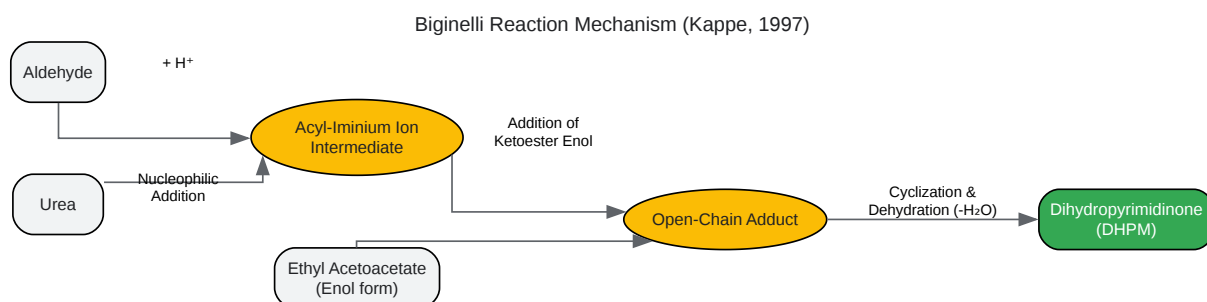 Biginelli Reaction Mechanism (Kappe, 1997)
Aldehyde
+ H⁺
Acyl-Iminium Ion
Intermediate
Addition of
Ketoester Enol
Urea
Nucleophilic
Addition
Open-Chain Adduct
Cyclization &
Dehydration (-H₂O)
Dihydropyrimidinone
(DHPM)
Ethyl Acetoacetate
(Enol form)